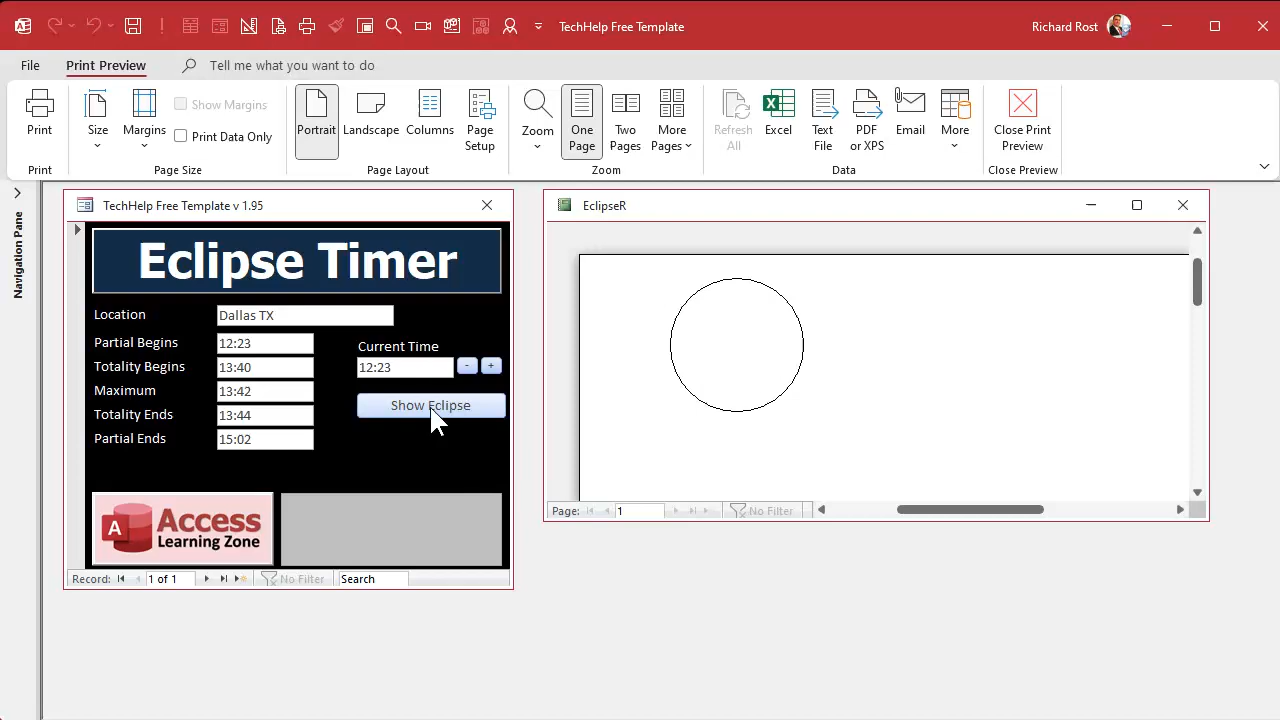 TechHelp Free Template
Richard Rost
File
Print Preview
Tell me what you want to do
Print
Size
Margins
Show Margins
Print Data Only
Portrait
Landscape
Columns
Page
Setup
Zoom
One
Page
Two
Pages
More
Pages
Refresh
All
Excel
Text
File
PDF
or XPS
Email
More
Close Print
Preview
Print
Page Size
Page Layout
Zoom
Data
Close Preview
Navigation Pane
TechHelp Free Template v 1.95
Eclipse Timer
Location
Dallas TX
Partial Begins
12:23
Totality Begins
13:40
Maximum
13:42
Totality Ends
13:44
Partial Ends
15:02
Current Time
12:23
-
+
Show Eclipse
A
Access
Learning Zone
Record:
1 of 1
No Filter
Search
EclipseR
Page:
1
No Filter